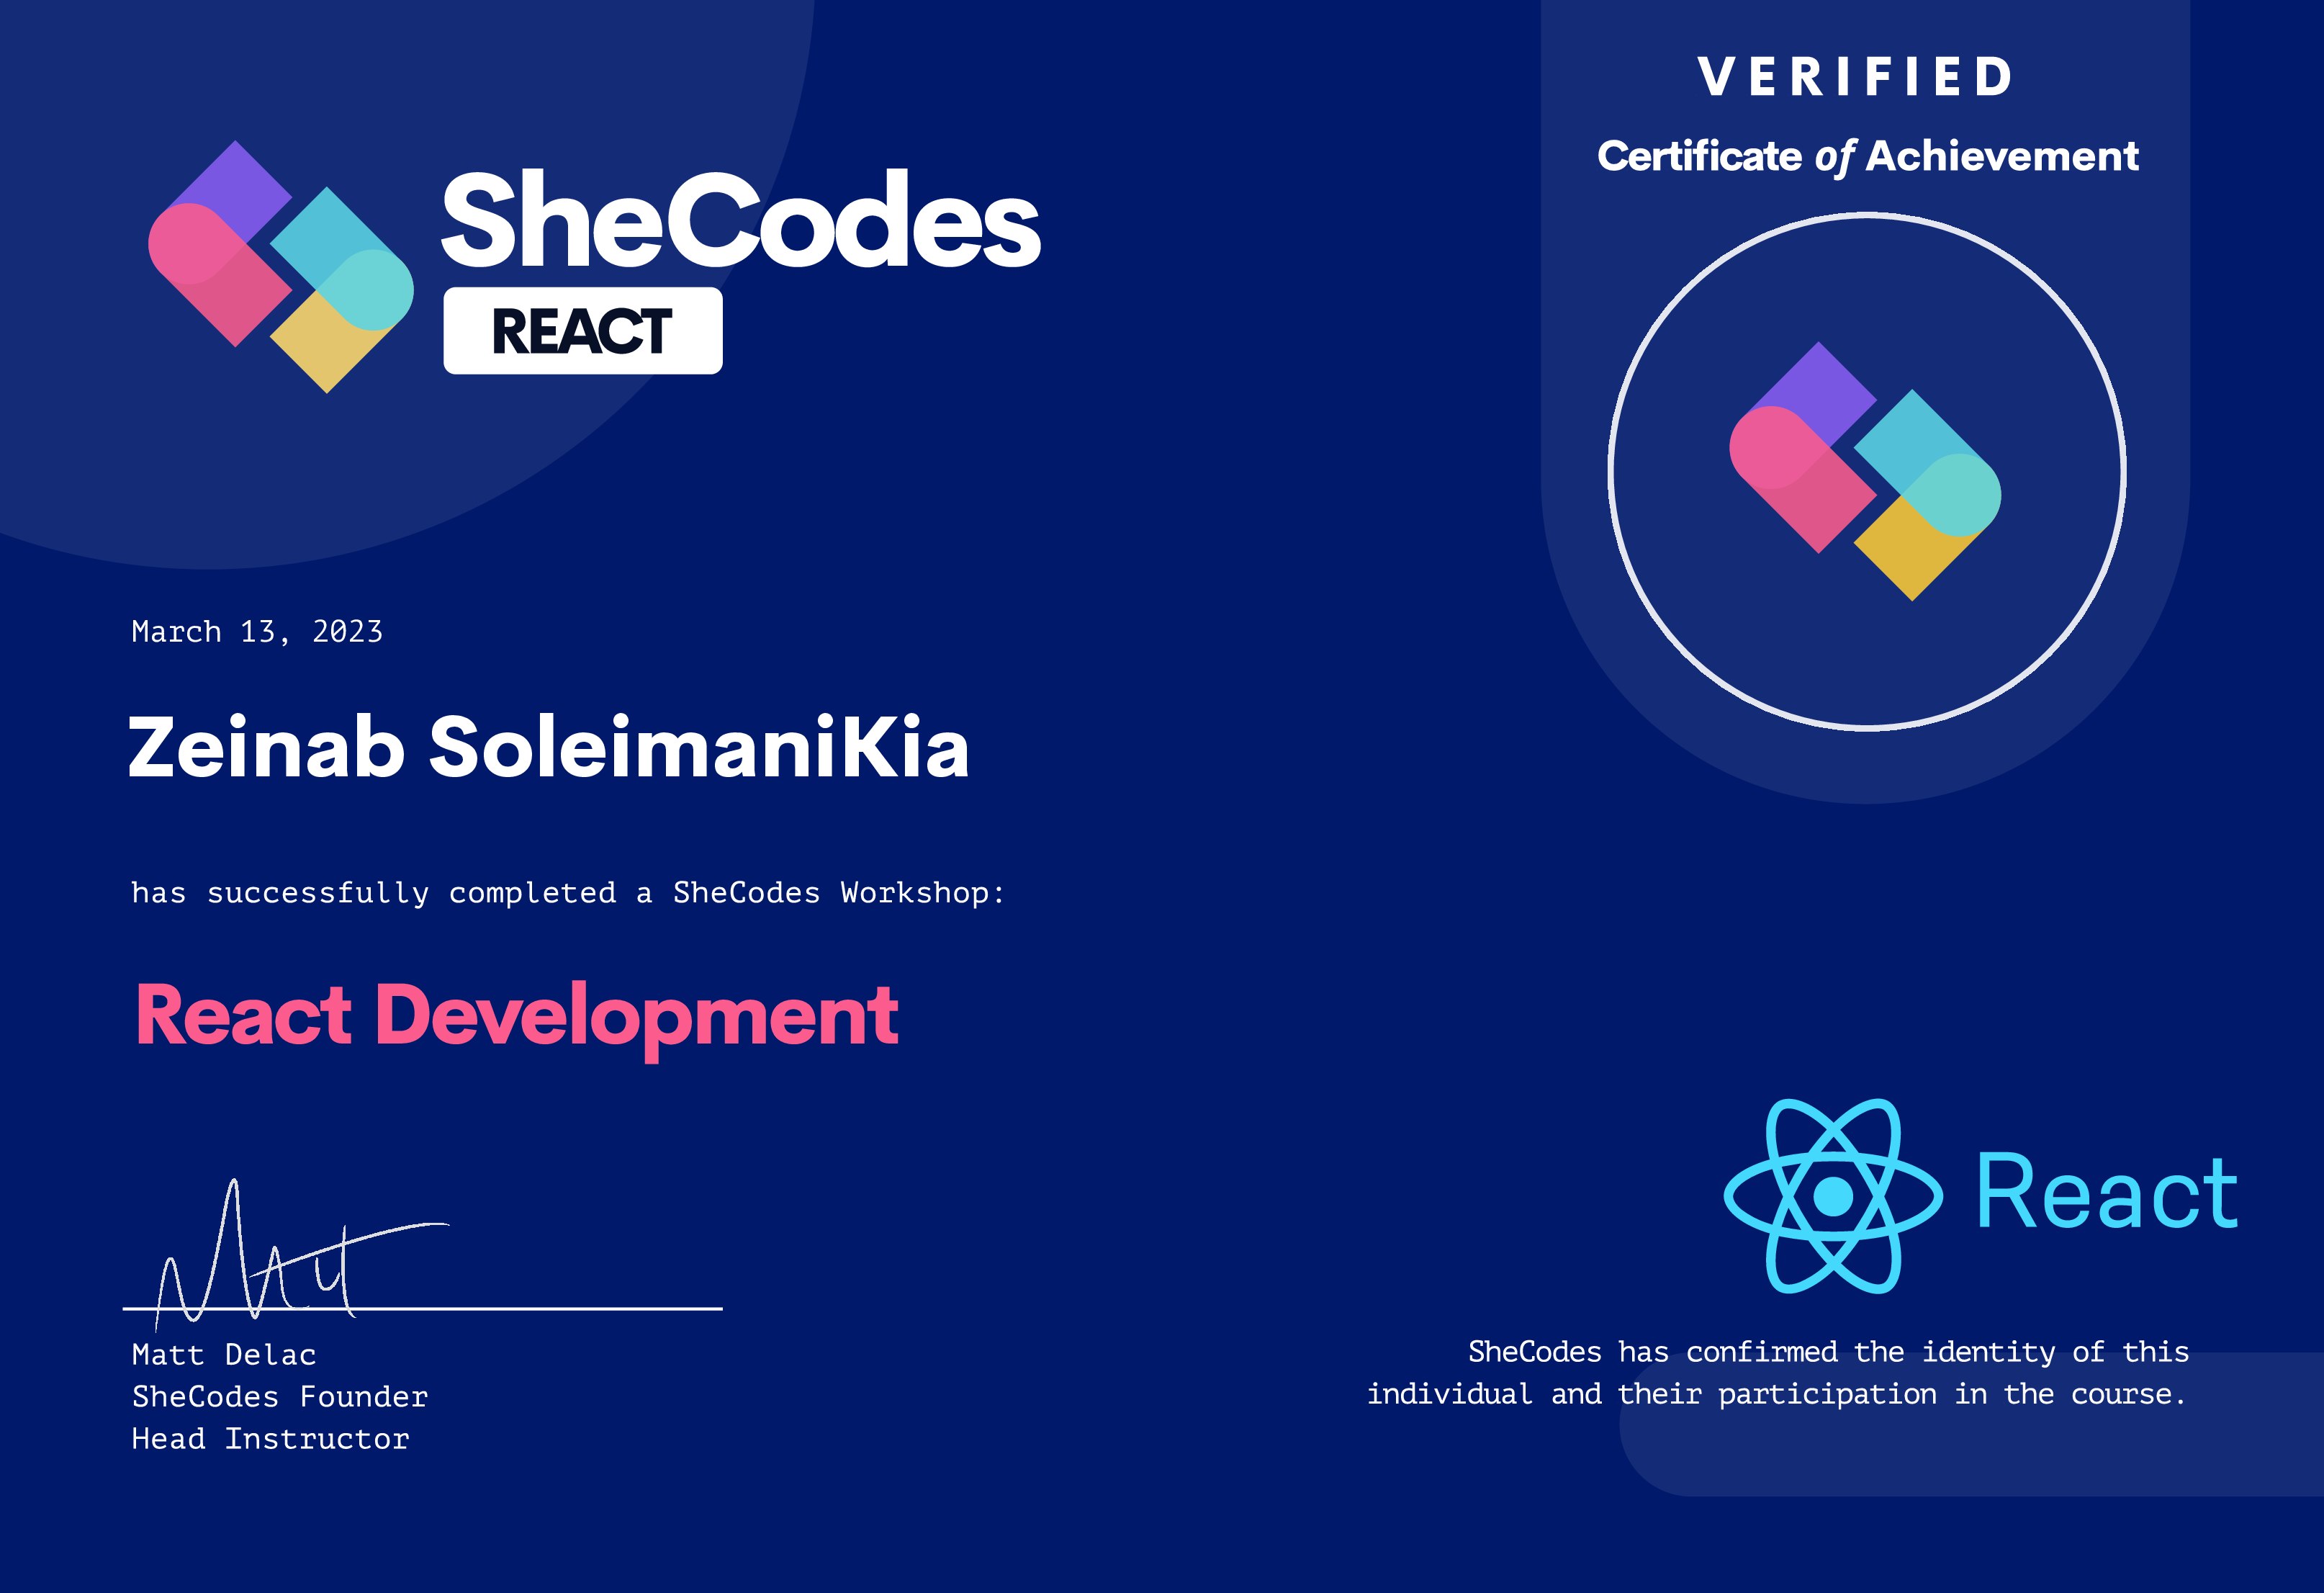 VERIFIED
Certificate of Achievement
SheCodes
REACT
March 13, 2023
Zeinab SoleimaniKia
has successfully completed a SheCodes Workshop:
React Development
React
Matt
Matt Delac
SheCodes Founder
Head Instructor
SheCodes has confirmed the identity of this
individual and their participation in the course.